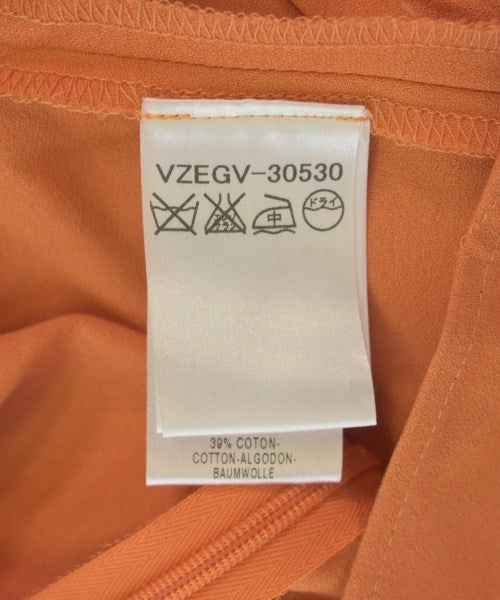 VZEGV-30530
中 ドライ
39% COTON-
COTTON-ALGODON-
BAUMWOLLE